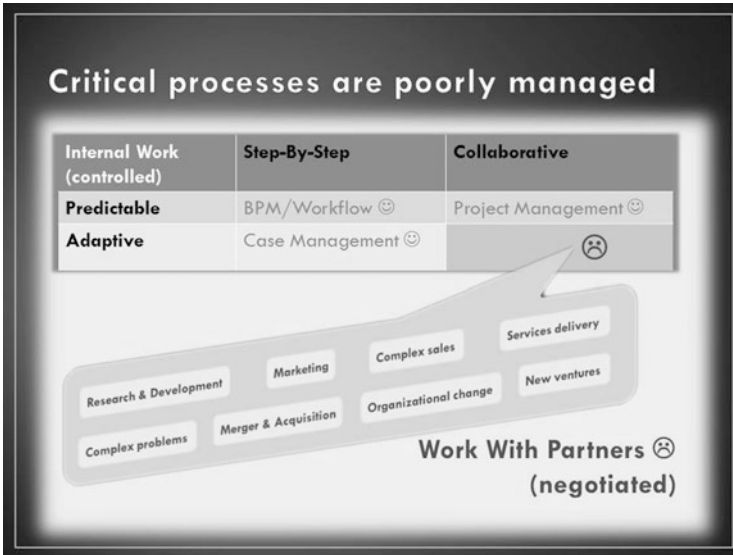 Critical processes are poorly managed
Internal Work Step-By-Step Collaborative
(controlled)
Predictable BPM/Workflow ☺ Project Management ☺
Adaptive Case Management ☺ ☹
Research & Development Marketing Complex sales Services delivery
Complex problems Merger & Acquisition Organizational change New ventures
Work With Partners ☹
(negotiated)